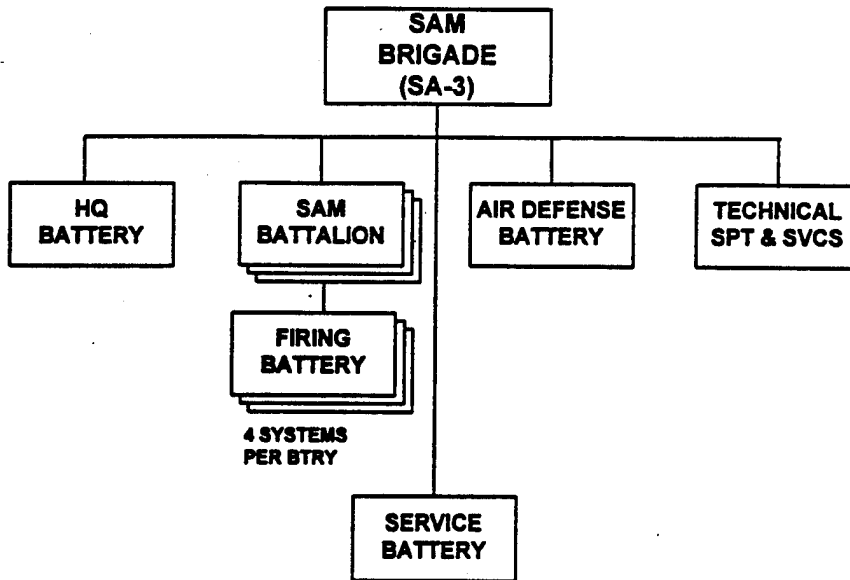 SAM
BRIGADE
(SA-3)
HQ
BATTERY
SAM
BATTALION
AIR DEFENSE
BATTERY
TECHNICAL
SPT & SVCS
FIRING
BATTERY
4 SYSTEMS
PER BTRY
SERVICE
BATTERY